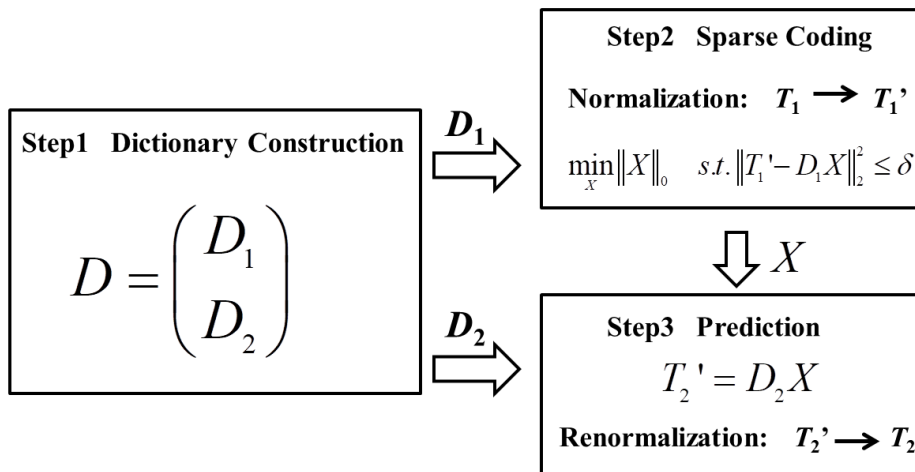 Step1 Dictionary Construction
D = ( D₁
D₂ )
D₁
D₂
Step2 Sparse Coding
Normalization: T₁ → T₁’
min_X ‖X‖₀ s.t. ‖T₁' − D₁X‖₂² ≤ δ
X
Step3 Prediction
T₂' = D₂X
Renormalization: T₂’ → T₂